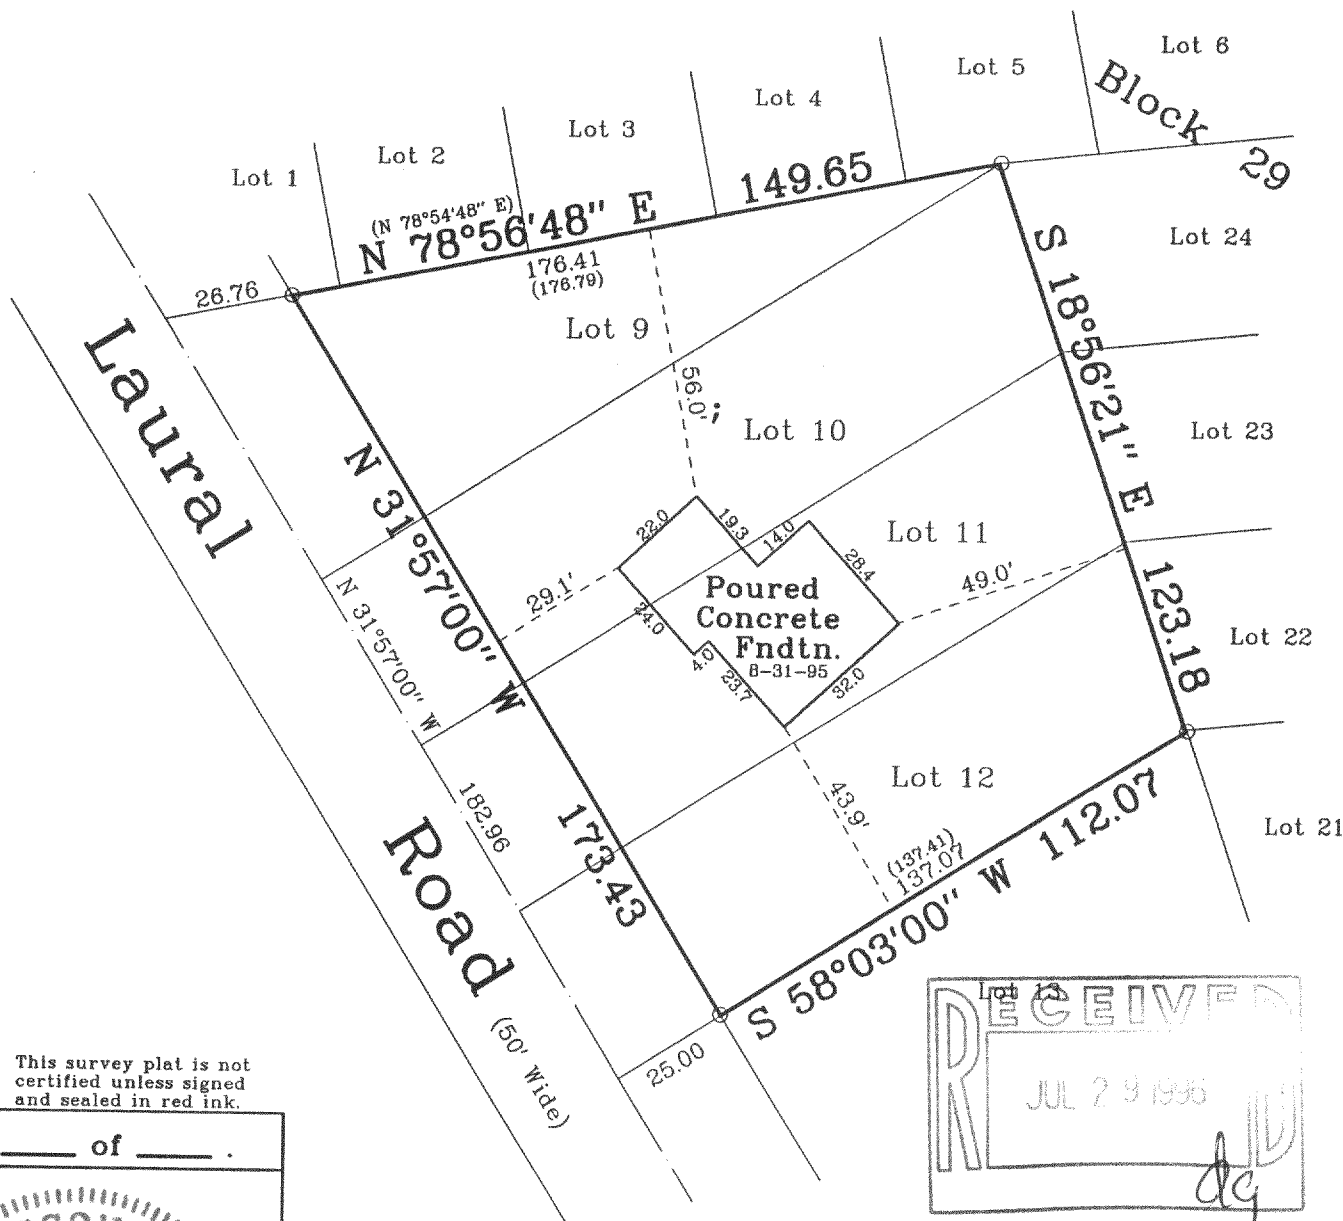 Lot 6
Lot 5
Block
29
Lot 4
Lot 3
Lot 2
Lot 1
149.65
(N 78°54'48" E)
N 78°56'48" E
176.41
(176.79)
26.76
Lot 24
S 18°56'21" E
123.18
Lot 9
56.0'
;
Lot 10
Laural
Lot 23
N 31°57'00" W
173.43
22.0
19.3
14.0
28.4
Lot 11
49.0'
29.1'
Poured
Concrete
Fndtn.
8-31-95
24.0
4.0
23.7
32.0
N 31°57'00" W
182.96
Lot 22
Lot 12
43.9'
(137.41)
137.07
S 58°03'00" W 112.07
Lot 21
Road
(50' Wide)
25.00
Lot 13
RECEIVED
JUL 29 1996
dg
This survey plat is not
certified unless signed
and sealed in red ink.
____ of ____ .